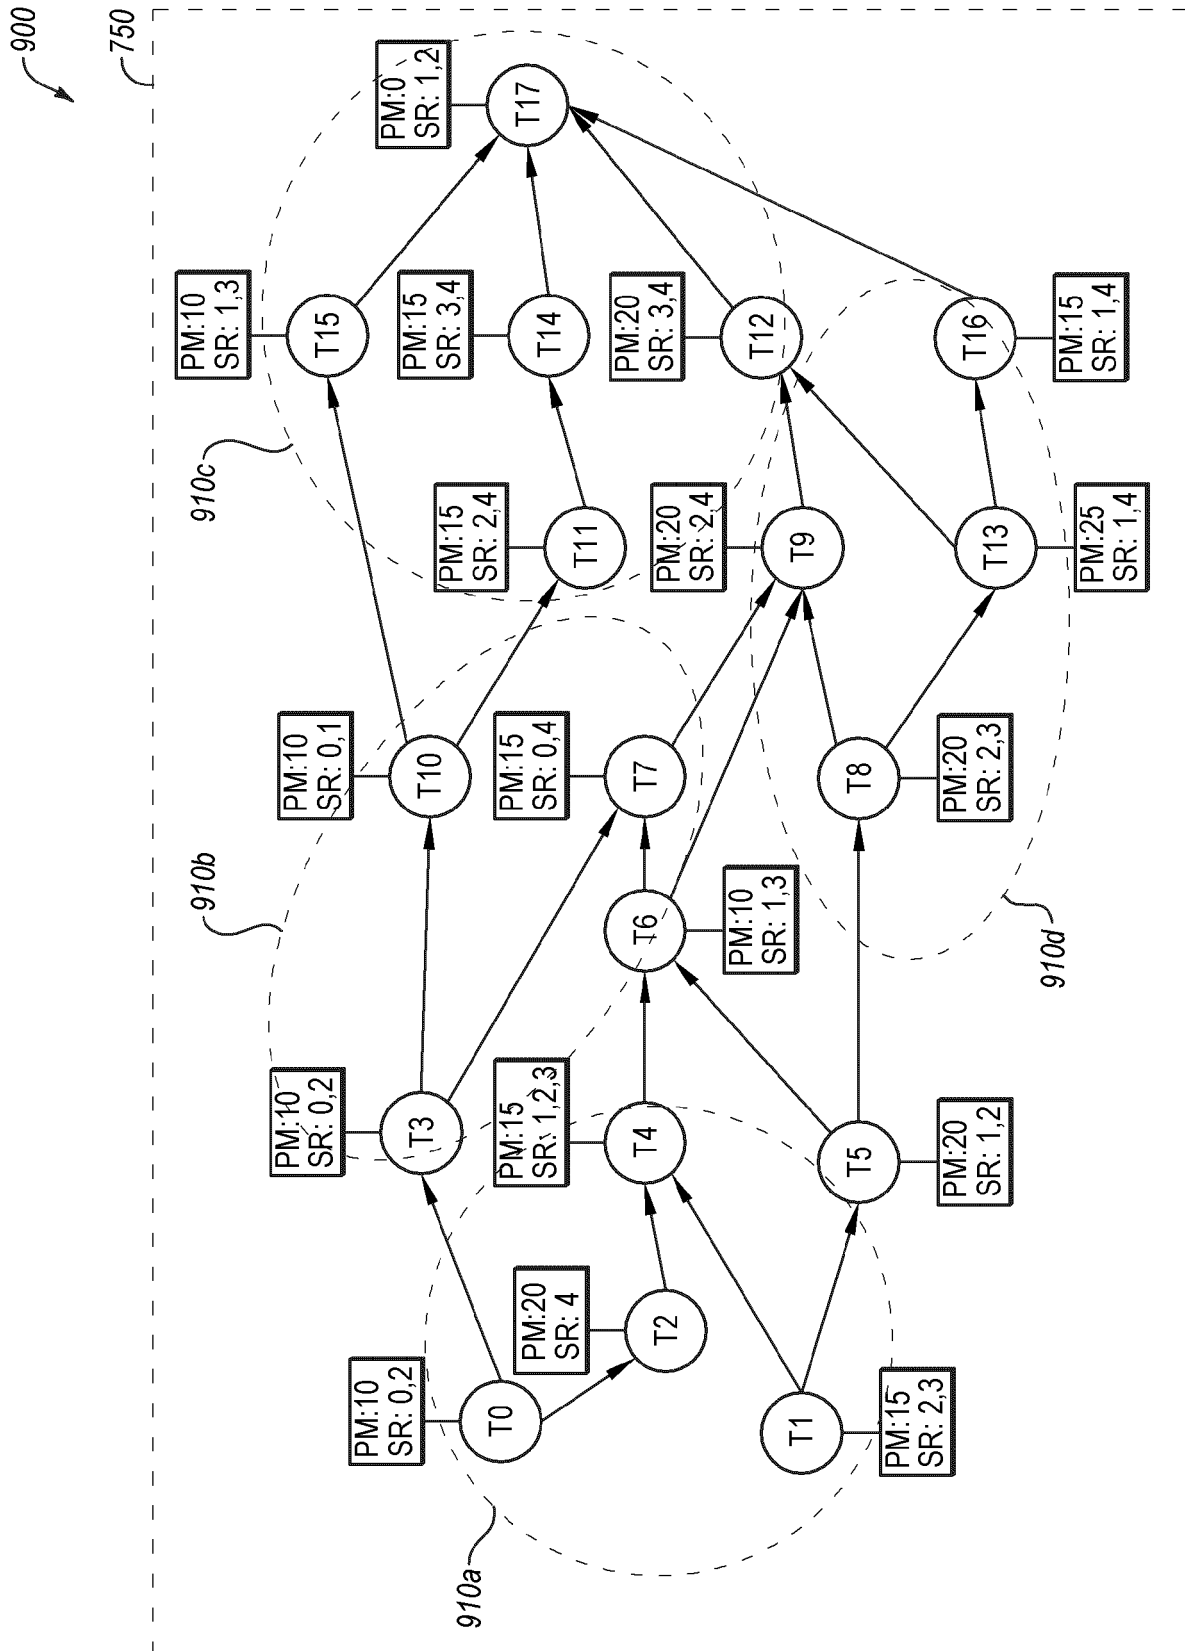 900
750
910a
910b
910c
910d
PM:10
SR: 0,2
T0
PM:15
SR: 2,3
T1
PM:20
SR: 4
T2
PM:10
SR: 0,2
T3
PM:15
SR: 1,2,3
T4
PM:20
SR: 1,2
T5
PM:10
SR: 1,3
T6
PM:10
SR: 0,1
T10
PM:15
SR: 0,4
T7
PM:20
SR: 2,3
T8
PM:15
SR: 2,4
T11
PM:20
SR: 2,4
T9
PM:25
SR: 1,4
T13
PM:10
SR: 1,3
T15
PM:15
SR: 3,4
T14
PM:20
SR: 3,4
T12
PM:15
SR: 1,4
T16
PM:0
SR: 1,2
T17